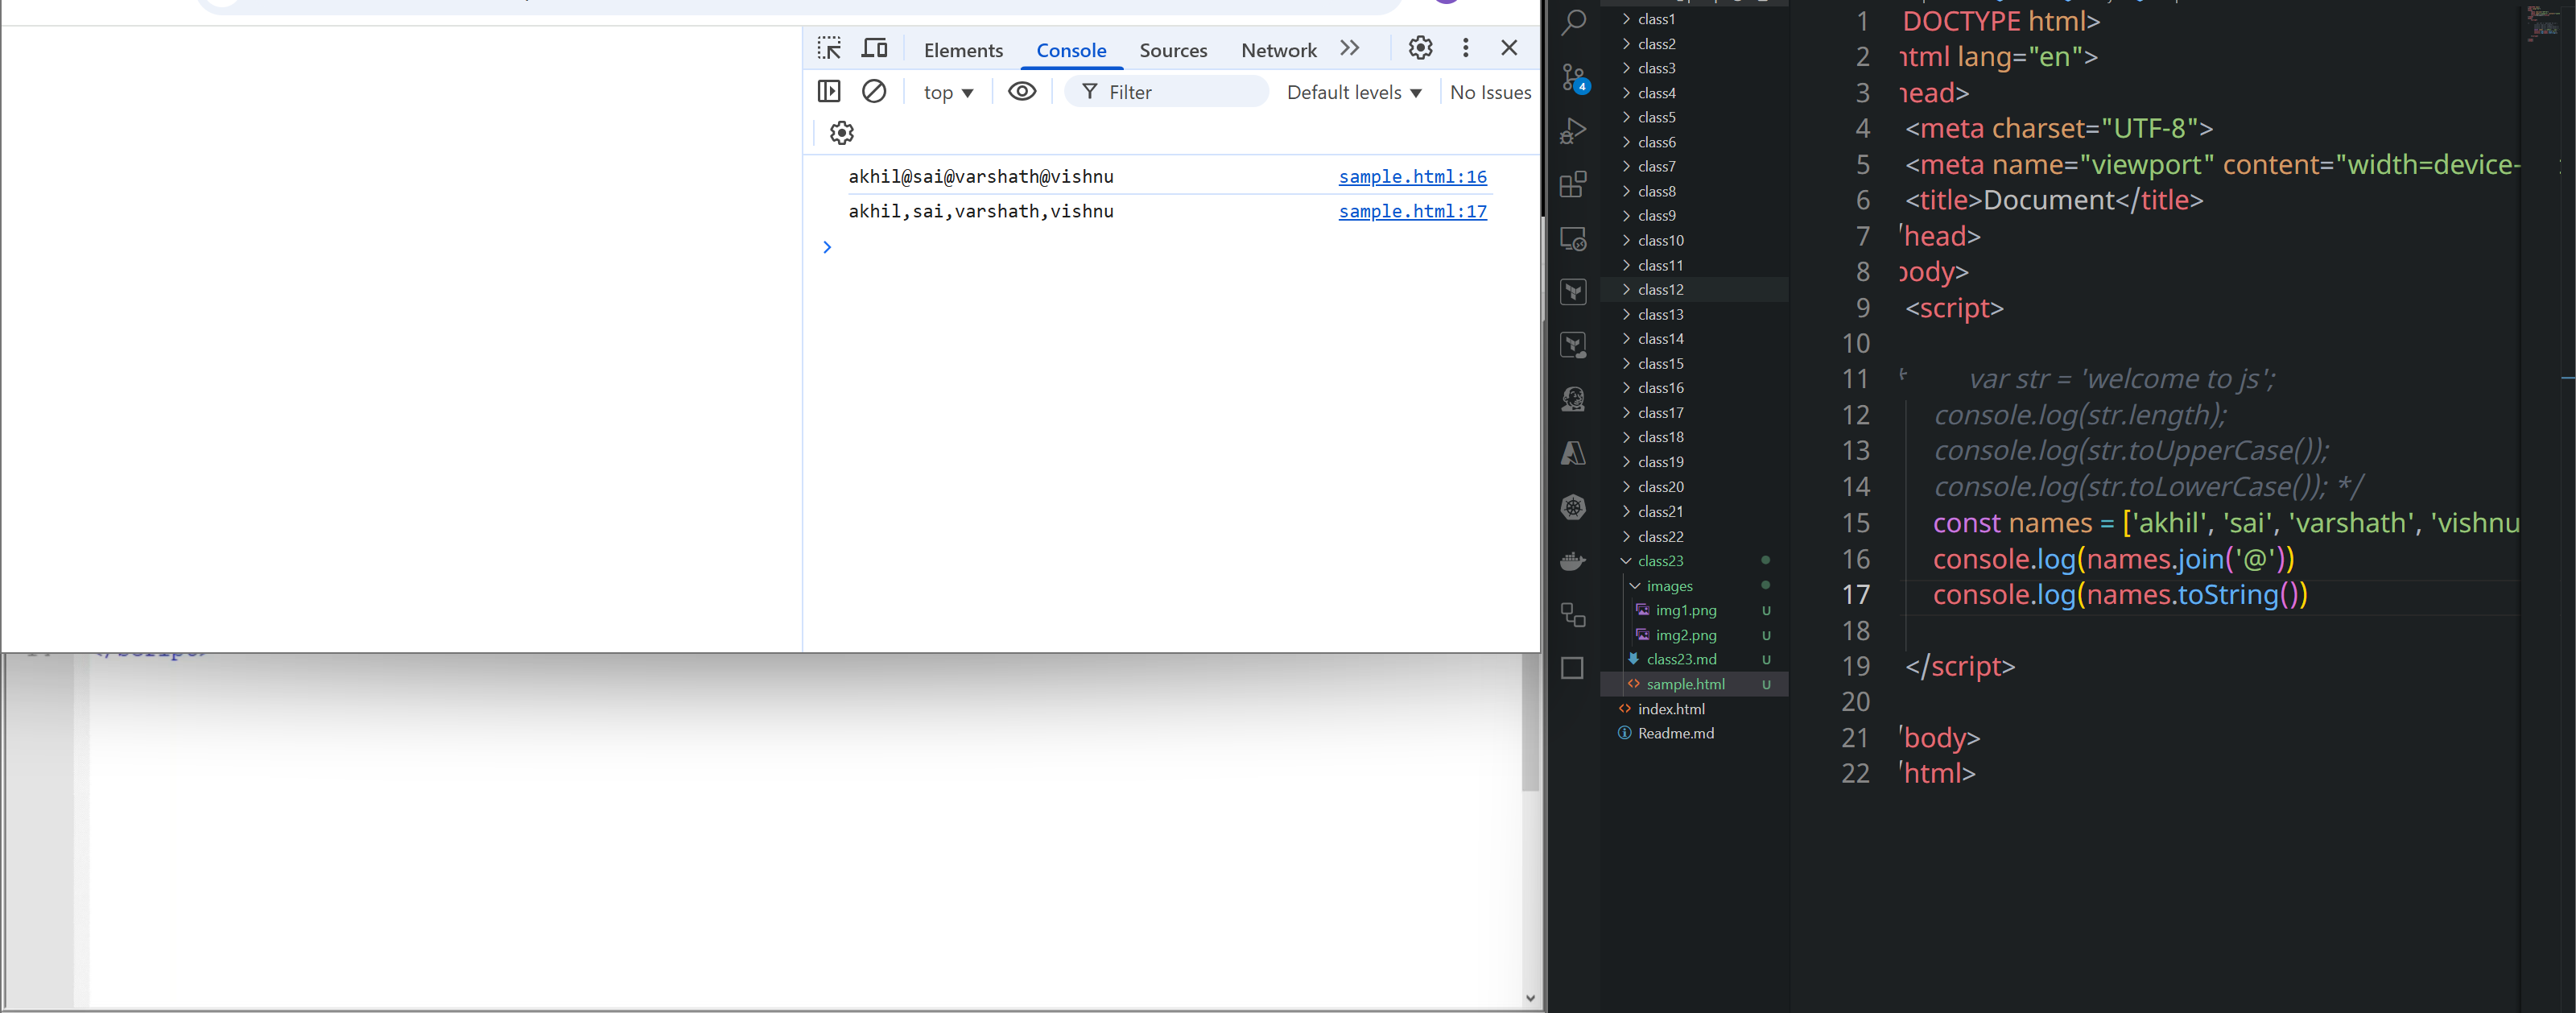 Elements Console Sources Network
top Filter Default levels No Issues
akhil@sai@varshath@vishnu sample.html:16
akhil,sai,varshath,vishnu sample.html:17
4
class1
class2
class3
class4
class5
class6
class7
class8
class9
class10
class11
class12
class13
class14
class15
class16
class17
class18
class19
class20
class21
class22
class23
images
img1.png U
img2.png U
class23.md U
sample.html U
index.html
Readme.md
1 DOCTYPE html>
2 html lang="en">
3 head>
4 <meta charset="UTF-8">
5 <meta name="viewport" content="width=device-
6 <title>Document</title>
7 /head>
8 body>
9 <script>
10
11 var str = 'welcome to js';
12 console.log(str.length);
13 console.log(str.toUpperCase());
14 console.log(str.toLowerCase()); */
15 const names = ['akhil', 'sai', 'varshath', 'vishnu
16 console.log(names.join('@'))
17 console.log(names.toString())
18
19 </script>
20
21 /body>
22 /html>